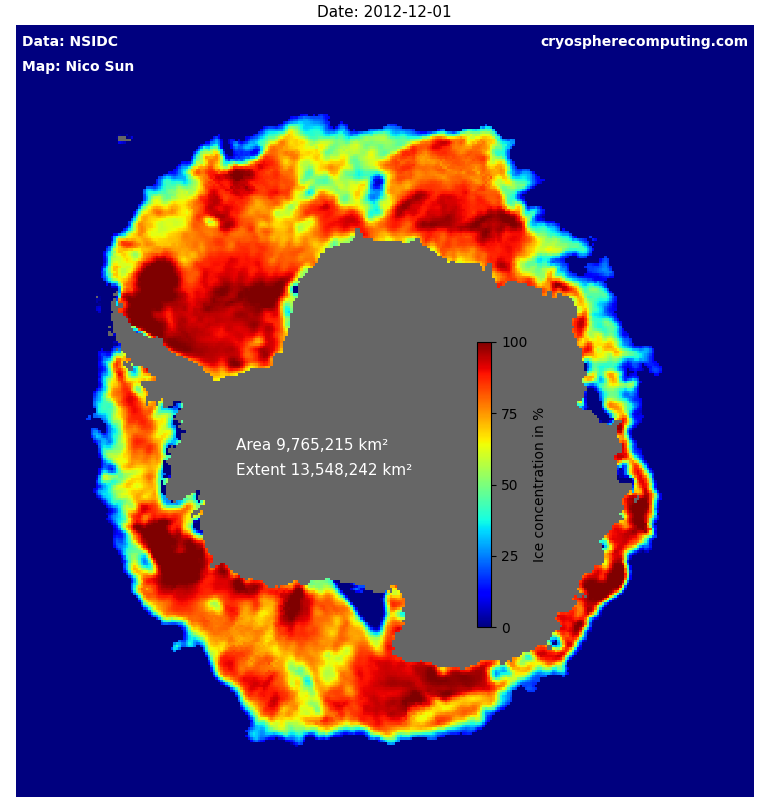 Date: 2012-12-01
Data: NSIDC
cryospherecomputing.com
Map: Nico Sun
100
75
Area 9,765,215 km²
Extent 13,548,242 km²
50
25
0
Ice concentration in %